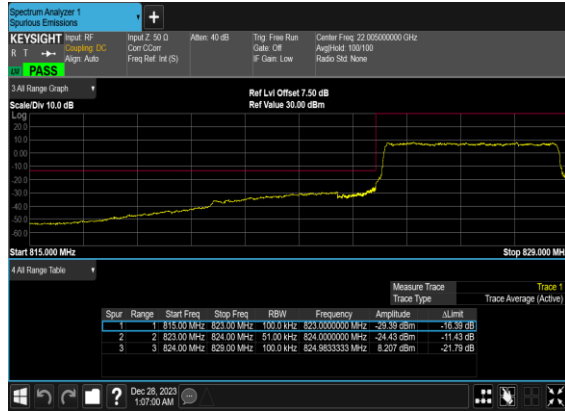 Spectrum Analyzer 1
Spurious Emissions
+
KEYSIGHT Input: RF Input Z: 50 Ω Atten: 40 dB Trig: Free Run Center Freq: 22.005000000 GHz
R T Coupling: DC Corr CCorr Gate: Off Avg|Hold: 100/100
Align: Auto Freq Ref: Int (S) IF Gain: Low Radio Std: None
LV PASS
3 All Range Graph
Ref Lvl Offset 7.50 dB
Scale/Div 10.0 dB Ref Value 30.00 dBm
Log
20.0
10.0
0.00
-10.0
-20.0
-30.0
-40.0
-50.0
-60.0
Start 815.000 MHz Stop 829.000 MH
4 All Range Table
Measure Trace Trace 1
Trace Type Trace Average (Active)
Spur Range Start Freq Stop Freq RBW Frequency Amplitude ΔLimit
1 1 815.00 MHz 823.00 MHz 100.0 kHz 823.0000000 MHz -29.39 dBm -16.39 dB
2 2 823.00 MHz 824.00 MHz 51.00 kHz 824.0000000 MHz -24.43 dBm -11.43 dB
3 3 824.00 MHz 829.00 MHz 100.0 kHz 824.9833333 MHz 8.207 dBm -21.79 dB
? Dec 28, 2023
1:07:00 AM